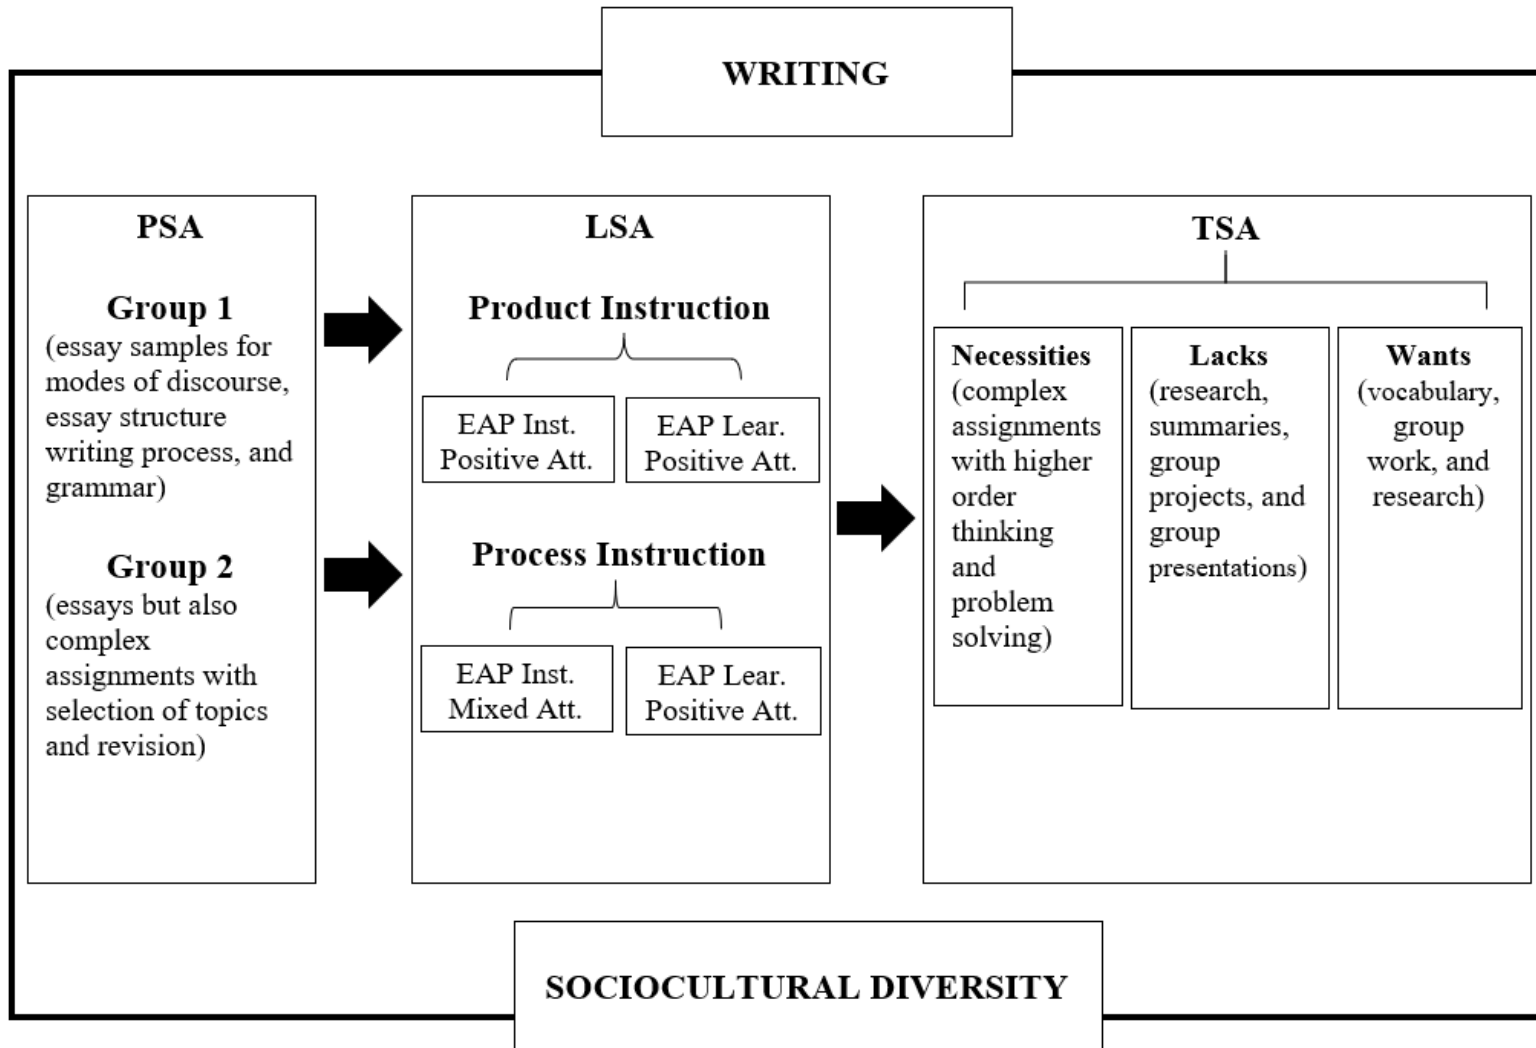 WRITING
PSA
Group 1
(essay samples for
modes of discourse,
essay structure
writing process, and
grammar)
Group 2
(essays but also
complex
assignments with
selection of topics
and revision)
LSA
Product Instruction
EAP Inst.
Positive Att.
EAP Lear.
Positive Att.
Process Instruction
EAP Inst.
Mixed Att.
EAP Lear.
Positive Att.
TSA
Necessities
(complex
assignments
with higher
order
thinking
and
problem
solving)
Lacks
(research,
summaries,
group
projects, and
group
presentations)
Wants
(vocabulary,
group
work, and
research)
SOCIOCULTURAL DIVERSITY